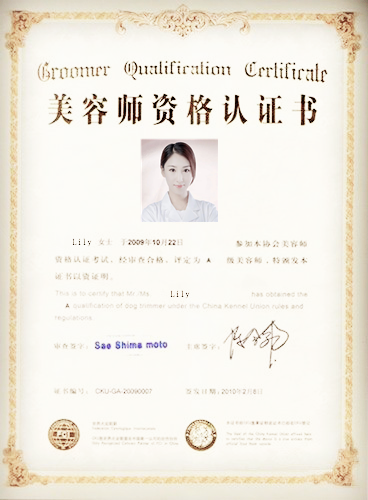 Groomer Qualification Certificate
美容师资格认证书
Lily 女士 于2009年10月22日 参加本协会美容师
资格认证考试，经审查合格，评定为 A 级美容师，特颁发本
证书以资证明。
This is to certify that Mr./Ms. Lily has obtained the
A qualification of dog trimmer under the China Kennel Union rules and
regulations.
审查签字： Sae Shima moto 主席签字：
证书编号： CKU-GA-20090007 签发日期：2010年2月8日